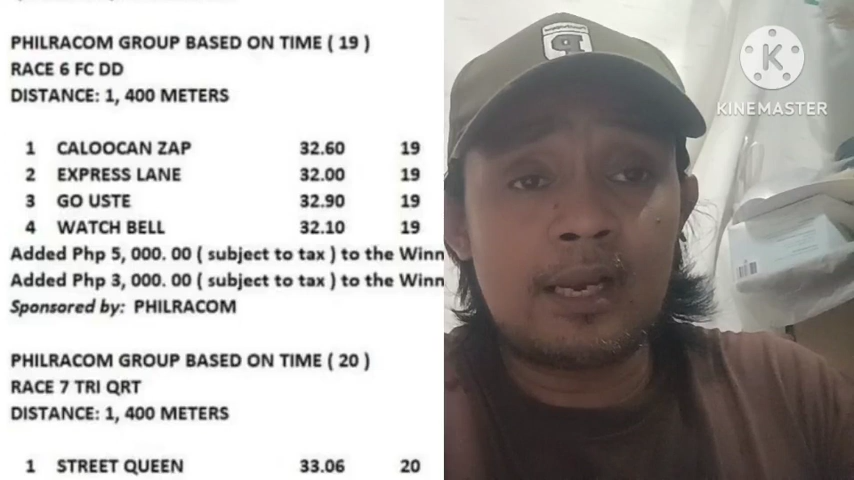 PHILRACOM GROUP BASED ON TIME ( 19 )
RACE 6 FC DD
DISTANCE: 1, 400 METERS
1 CALOOCAN ZAP 32.60 19
2 EXPRESS LANE 32.00 19
3 GO USTE 32.90 19
4 WATCH BELL 32.10 19
Added Php 5, 000. 00 ( subject to tax ) to the Winn
Added Php 3, 000. 00 ( subject to tax ) to the Winn
Sponsored by: PHILRACOM
PHILRACOM GROUP BASED ON TIME ( 20 )
RACE 7 TRI QRT
DISTANCE: 1, 400 METERS
1 STREET QUEEN 33.06 20
P
K
KINEMASTER